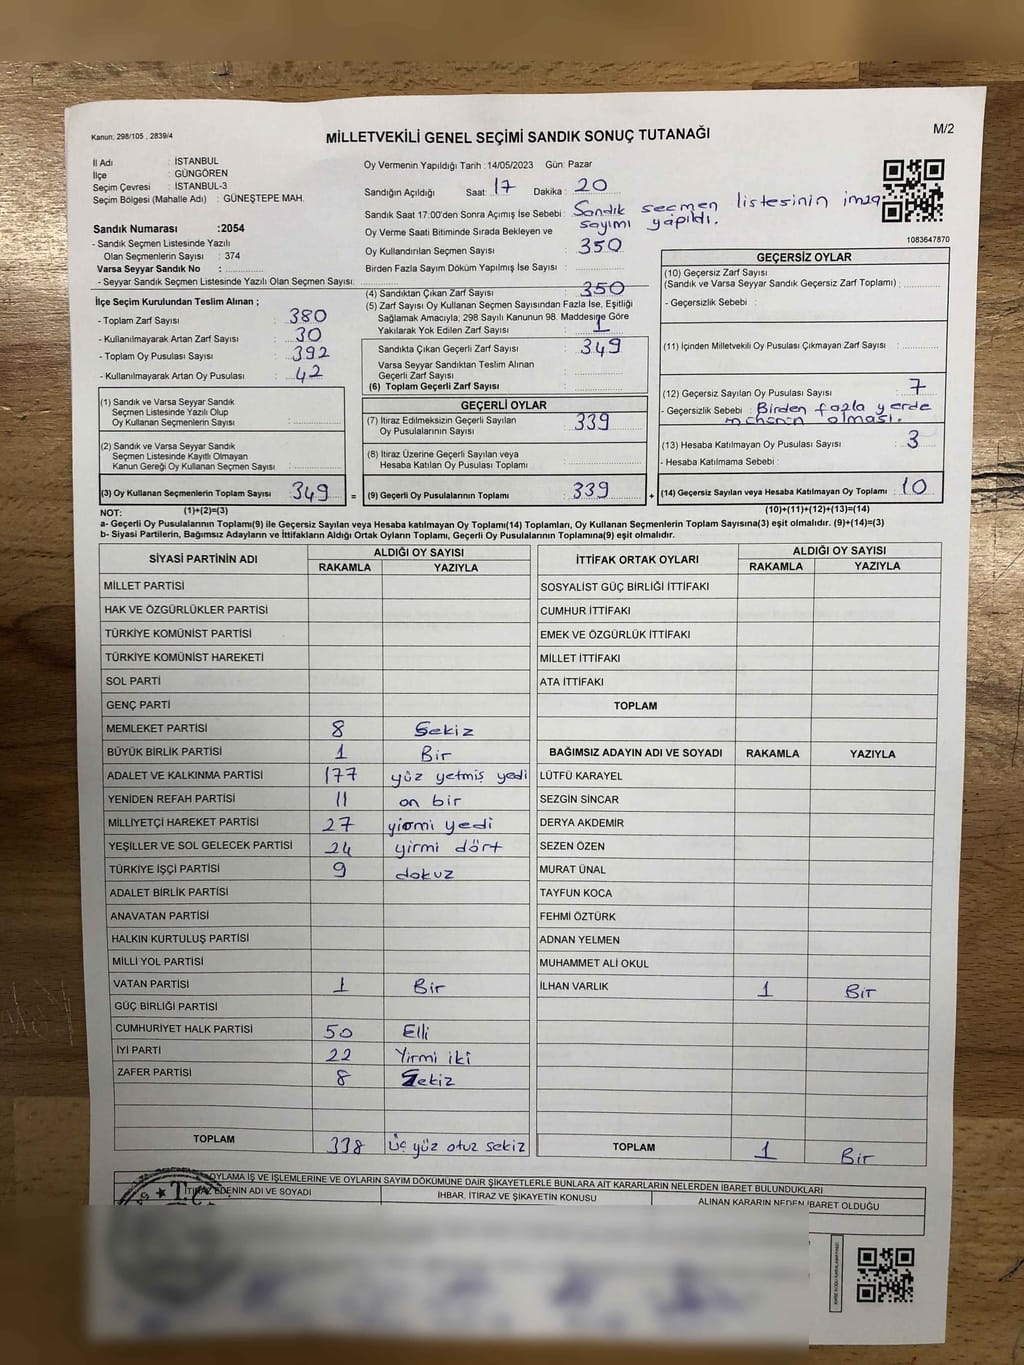 Kanun: 298/105 , 2839/4
MİLLETVEKİLİ GENEL SEÇİMİ SANDIK SONUÇ TUTANAĞI
M/2
İl Adı : İSTANBUL
İlçe : GÜNGÖREN
Seçim Çevresi : İSTANBUL-3
Seçim Bölgesi (Mahalle Adı) : GÜNEŞTEPE MAH.
Sandık Numarası :2054
- Sandık Seçmen Listesinde Yazılı
Olan Seçmenlerin Sayısı : 374
Varsa Seyyar Sandık No :
- Seyyar Sandık Seçmen Listesinde Yazılı Olan Seçmen Sayısı:
İlçe Seçim Kurulundan Teslim Alınan ;
- Toplam Zarf Sayısı : 380
- Kullanılmayarak Artan Zarf Sayısı : 30
- Toplam Oy Pusulası Sayısı : 392
- Kullanılmayarak Artan Oy Pusulası : 42
(1) Sandık ve Varsa Seyyar Sandık
Seçmen Listesinde Yazılı Olup
Oy Kullanan Seçmenlerin Sayısı :
(2) Sandık ve Varsa Seyyar Sandık
Seçmen Listesinde Kayıtlı Olmayan
Kanun Gereği Oy Kullanan Seçmen Sayısı :
(3) Oy Kullanan Seçmenlerin Toplam Sayısı : 349 =
Oy Vermenin Yapıldığı Tarih :14/05/2023 Gün: Pazar
Sandığın Açıldığı Saat: 17 Dakika : 20
Sandık Saat 17:00'den Sonra Açımış İse Sebebi : Sandık seçmen listesinin imza
sayımı yapıldı.
Oy Verme Saati Bitiminde Sırada Bekleyen ve
Oy Kullandırılan Seçmen Sayısı : 350
Birden Fazla Sayım Döküm Yapılmış İse Sayısı :
(4) Sandıktan Çıkan Zarf Sayısı : 350
(5) Zarf Sayısı Oy Kullanan Seçmen Sayısından Fazla İse, Eşitliği
Sağlamak Amacıyla; 298 Sayılı Kanunun 98. Maddesine Göre
Yakılarak Yok Edilen Zarf Sayısı : 1
Sandıkta Çıkan Geçerli Zarf Sayısı : 349
Varsa Seyyar Sandıktan Teslim Alınan
Geçerli Zarf Sayısı :
(6) Toplam Geçerli Zarf Sayısı :
GEÇERLİ OYLAR
(7) İtiraz Edilmeksizin Geçerli Sayılan
Oy Pusulalarının Sayısı : 339
(8) İtiraz Üzerine Geçerli Sayılan veya
Hesaba Katılan Oy Pusulası Toplamı :
(9) Geçerli Oy Pusulalarının Toplamı : 339 +
1083647870
GEÇERSİZ OYLAR
(10) Geçersiz Zarf Sayısı
(Sandık ve Varsa Seyyar Sandık Geçersiz Zarf Toplamı) :
- Geçersizlik Sebebi :
(11) İçinden Milletvekili Oy Pusulası Çıkmayan Zarf Sayısı :
(12) Geçersiz Sayılan Oy Pusulası Sayısı : 7
- Geçersizlik Sebebi : Birden fazla yerde
mührün olması.
(13) Hesaba Katılmayan Oy Pusulası Sayısı : 3
- Hesaba Katılmama Sebebi :
(14) Geçersiz Sayılan veya Hesaba Katılmayan Oy Toplamı : 10
NOT: (1)+(2)=(3) (10)+(11)+(12)+(13)=(14)
a- Geçerli Oy Pusulalarının Toplamı(9) ile Geçersiz Sayılan veya Hesaba katılmayan Oy Toplamı(14) Toplamları, Oy Kullanan Seçmenlerin Toplam Sayısına(3) eşit olmalıdır. (9)+(14)=(3)
b- Siyasi Partilerin, Bağımsız Adayların ve İttifakların Aldığı Ortak Oyların Toplamı, Geçerli Oy Pusulalarının Toplamına(9) eşit olmalıdır.
SİYASİ PARTİNİN ADI ALDIĞI OY SAYISI
RAKAMLA YAZIYLA
MİLLET PARTİSİ
HAK VE ÖZGÜRLÜKLER PARTİSİ
TÜRKİYE KOMÜNİST PARTİSİ
TÜRKİYE KOMÜNİST HAREKETİ
SOL PARTİ
GENÇ PARTİ
MEMLEKET PARTİSİ 8 Sekiz
BÜYÜK BİRLİK PARTİSİ 1 Bir
ADALET VE KALKINMA PARTİSİ 177 yüz yetmiş yedi
YENİDEN REFAH PARTİSİ 11 on bir
MİLLİYETÇİ HAREKET PARTİSİ 27 yirmi yedi
YEŞİLLER VE SOL GELECEK PARTİSİ 24 yirmi dört
TÜRKİYE İŞÇİ PARTİSİ 9 dokuz
ADALET BİRLİK PARTİSİ
ANAVATAN PARTİSİ
HALKIN KURTULUŞ PARTİSİ
MİLLİ YOL PARTİSİ
VATAN PARTİSİ 1 Bir
GÜÇ BİRLİĞİ PARTİSİ
CUMHURİYET HALK PARTİSİ 50 Elli
İYİ PARTİ 22 Yirmi iki
ZAFER PARTİSİ 8 Sekiz
TOPLAM 338 üç yüz otuz sekiz
İTTİFAK ORTAK OYLARI ALDIĞI OY SAYISI
RAKAMLA YAZIYLA
SOSYALİST GÜÇ BİRLİĞİ İTTİFAKI
CUMHUR İTTİFAKI
EMEK VE ÖZGÜRLÜK İTTİFAKI
MİLLET İTTİFAKI
ATA İTTİFAKI
TOPLAM
BAĞIMSIZ ADAYIN ADI VE SOYADI RAKAMLA YAZIYLA
LÜTFÜ KARAYEL
SEZGİN SİNCAR
DERYA AKDEMİR
SEZEN ÖZEN
MURAT ÜNAL
TAYFUN KOCA
FEHMİ ÖZTÜRK
ADNAN YELMEN
MUHAMMET ALİ OKUL
İLHAN VARLIK 1 Bir
TOPLAM 1 Bir
OYLAMA İŞ VE İŞLEMLERİNE VE OYLARIN SAYIM DÖKÜMÜNE DAİR ŞİKAYETLERLE BUNLARA AİT KARARLARIN NELERDEN İBARET BULUNDUKLARI
İTİRAZ EDENİN ADI VE SOYADI İHBAR, İTİRAZ VE ŞİKAYETİN KONUSU ALINAN KARARIN NEDEN İBARET OLDUĞU
T.C.